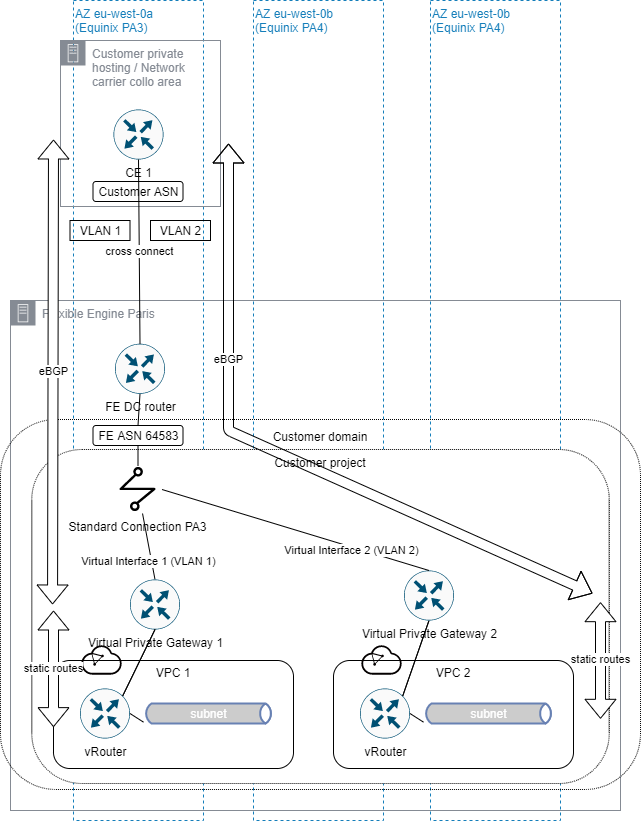 AZ eu-west-0a
(Equinix PA3)
AZ eu-west-0b
(Equinix PA4)
AZ eu-west-0b
(Equinix PA4)
Customer private
hosting / Network
carrier collo area
CE 1
Customer ASN
VLAN 1
VLAN 2
cross connect
Flexible Engine Paris
eBGP
eBGP
FE DC router
FE ASN 64583
Customer domain
Customer project
Standard Connection PA3
Virtual Interface 1 (VLAN 1)
Virtual Interface 2 (VLAN 2)
Virtual Private Gateway 1
Virtual Private Gateway 2
static routes
static routes
VPC 1
VPC 2
subnet
subnet
vRouter
vRouter